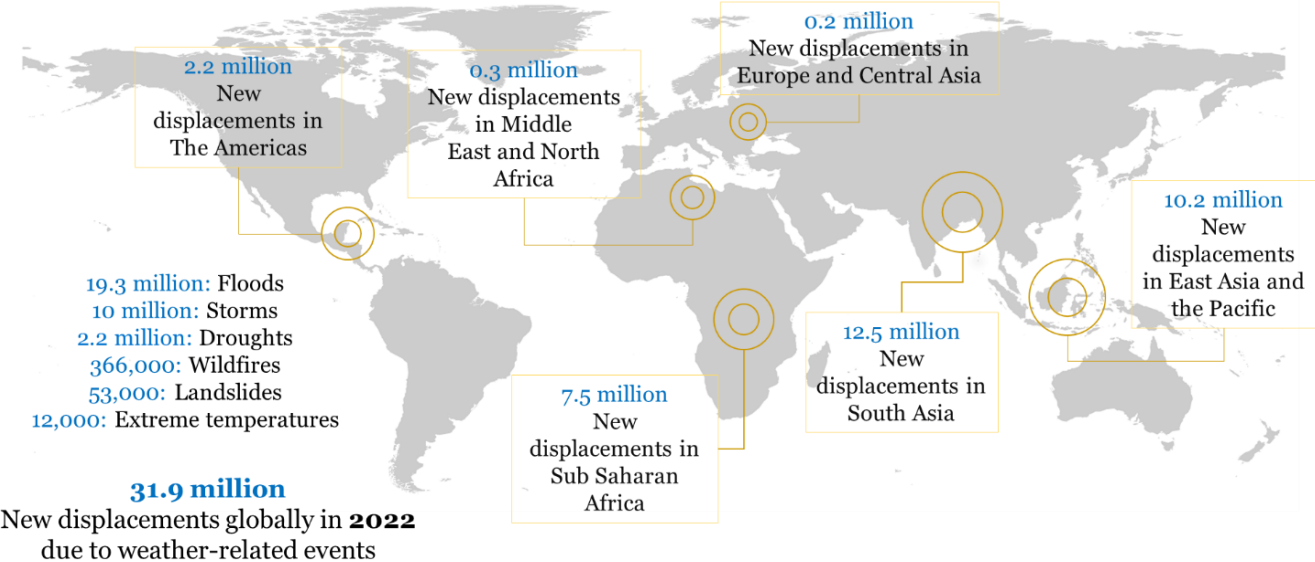 0.2 million
New displacements in
Europe and Central Asia
2.2 million
New
displacements in
The Americas
0.3 million
New displacements
in Middle
East and North
Africa
10.2 million
New
displacements
in East Asia and
the Pacific
19.3 million: Floods
10 million: Storms
2.2 million: Droughts
366,000: Wildfires
53,000: Landslides
12,000: Extreme temperatures
12.5 million
New
displacements in
South Asia
7.5 million
New
displacements in
Sub Saharan
Africa
31.9 million
New displacements globally in 2022
due to weather-related events